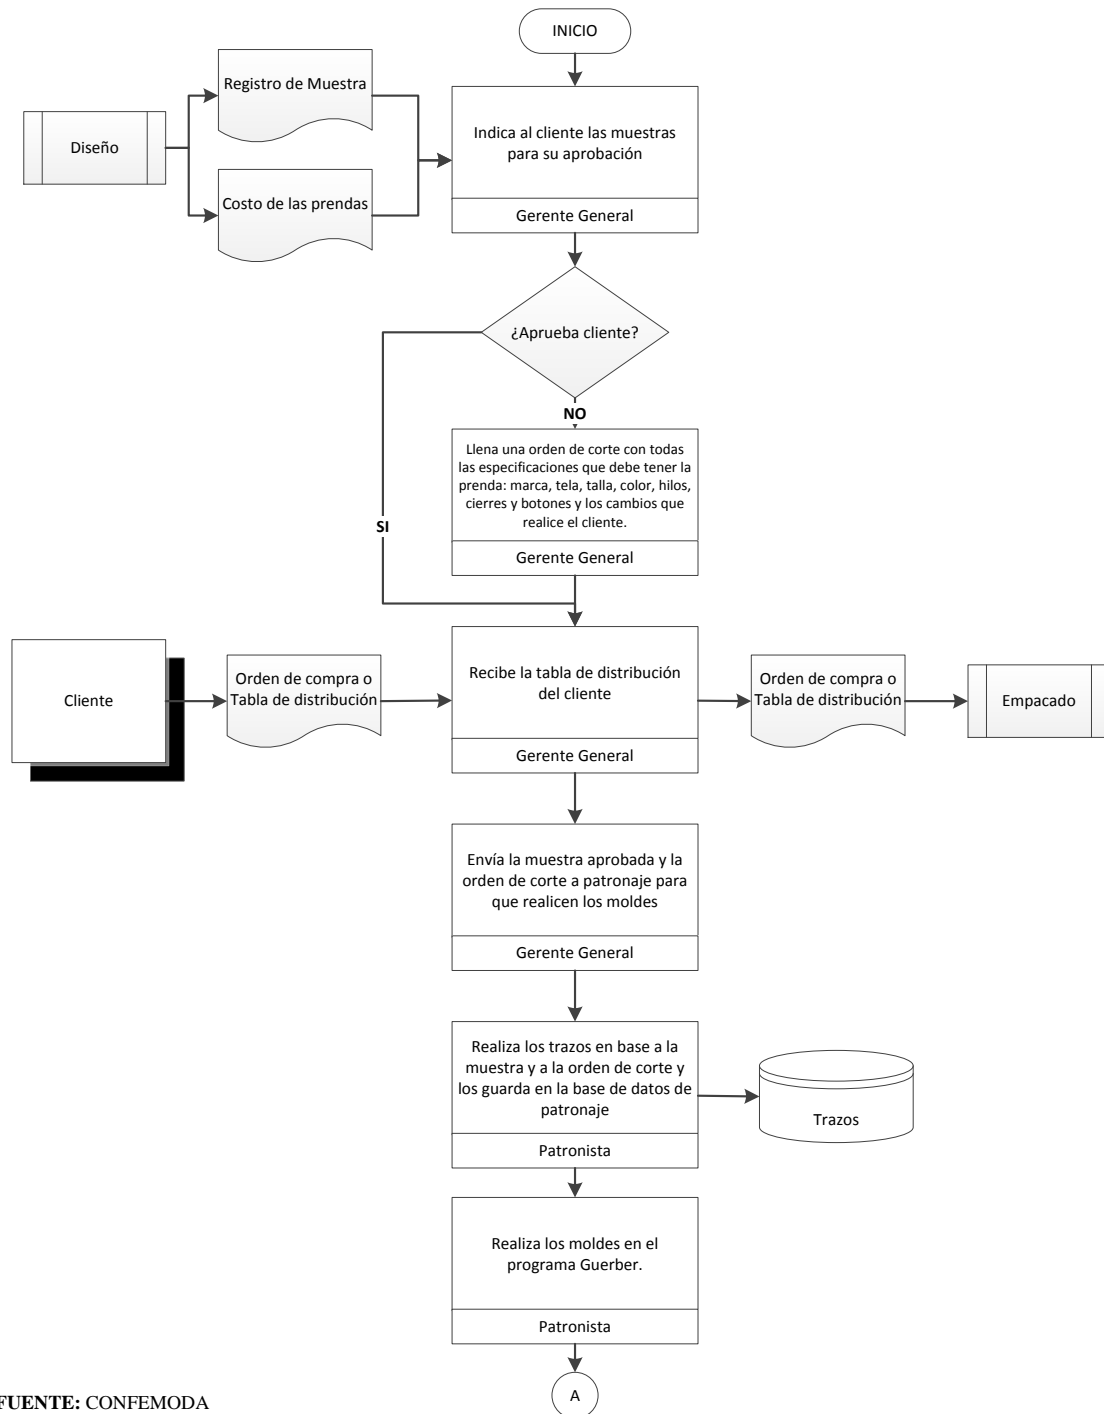 INICIO
Registro de Muestra
Diseño
Costo de las prendas
Indica al cliente las muestras
para su aprobación
Gerente General
¿Aprueba cliente?
NO
Llena una orden de corte con todas
las especificaciones que debe tener la
prenda: marca, tela, talla, color, hilos,
cierres y botones y los cambios que
realice el cliente.
SI
Gerente General
Cliente
Orden de compra o
Tabla de distribución
Recibe la tabla de distribución
del cliente
Gerente General
Orden de compra o
Tabla de distribución
Empacado
Envía la muestra aprobada y la
orden de corte a patronaje para
que realicen los moldes
Gerente General
Realiza los trazos en base a la
muestra y a la orden de corte y
los guarda en la base de datos de
patronaje
Patronista
Trazos
Realiza los moldes en el
programa Guerber.
Patronista
A
FUENTE: CONFEMODA